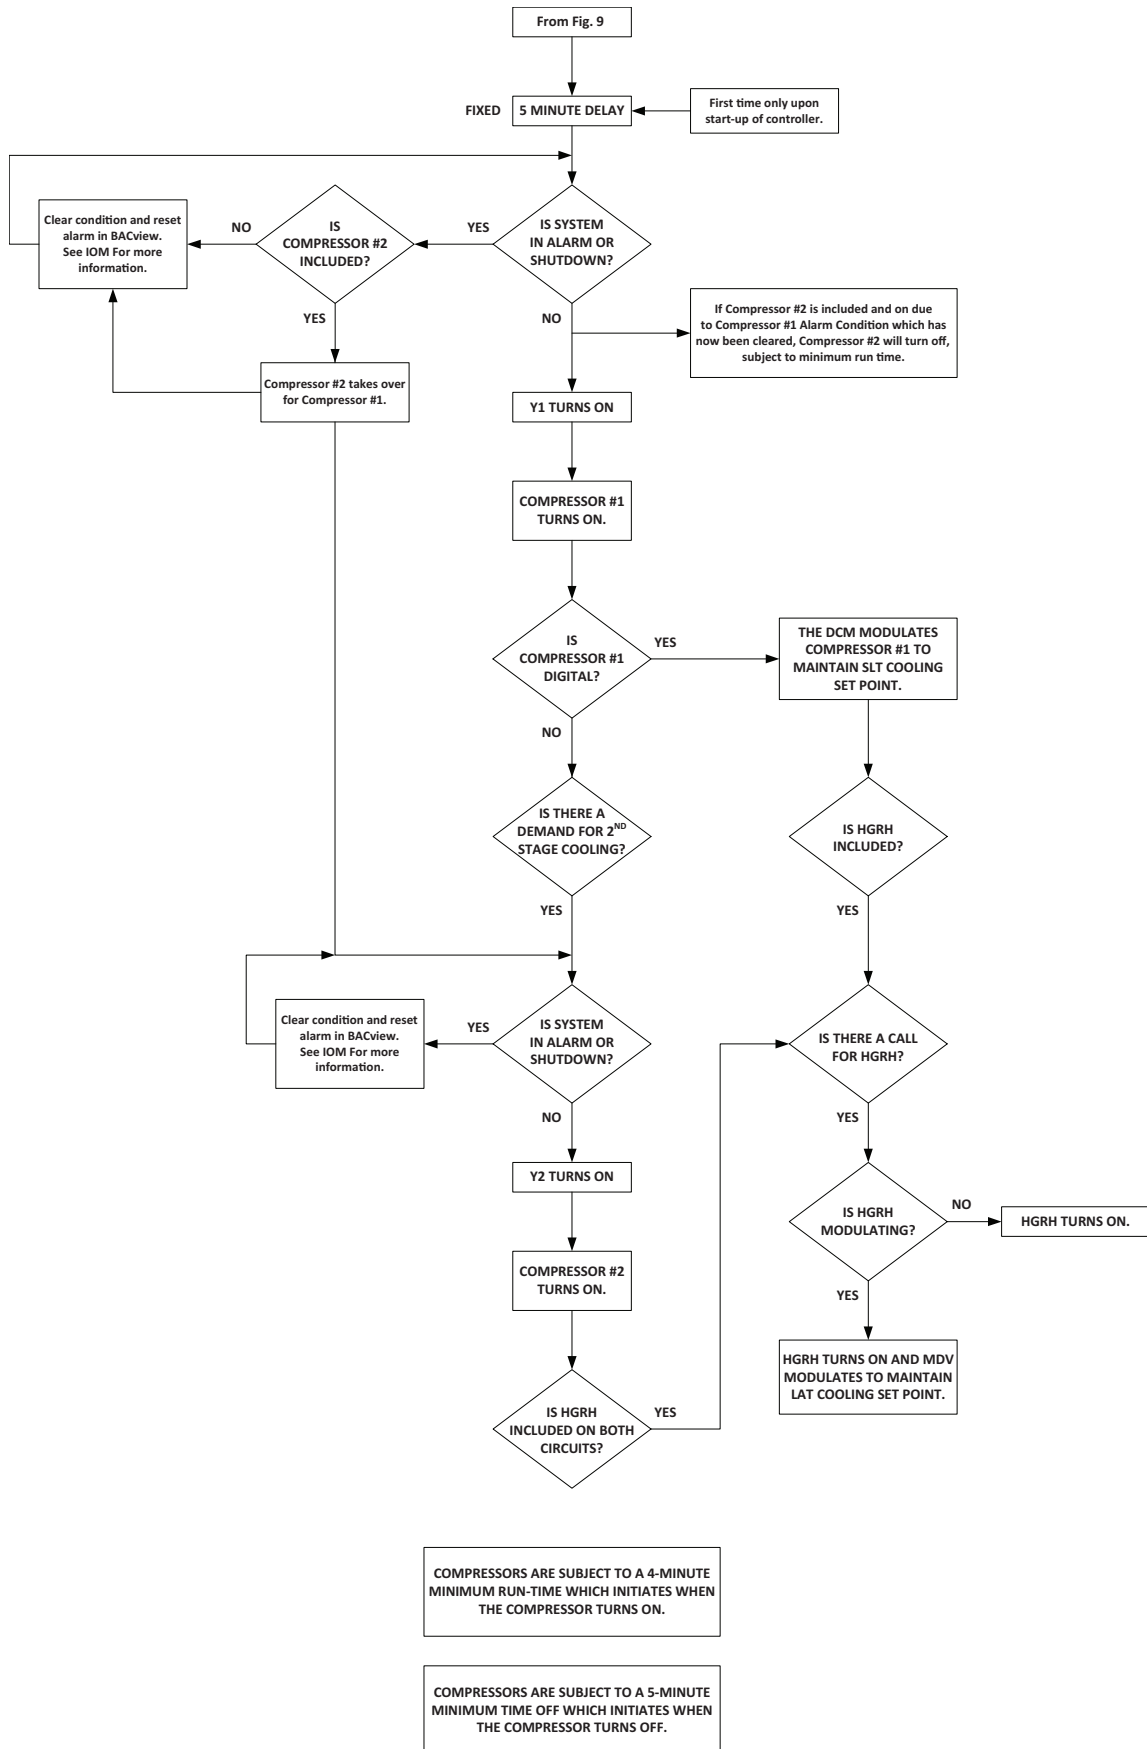 From Fig. 9
FIXED
5 MINUTE DELAY
First time only upon
start-up of controller.
Clear condition and reset
alarm in BACview.
See IOM For more
information.
NO
IS
COMPRESSOR #2
INCLUDED?
YES
IS SYSTEM
IN ALARM OR
SHUTDOWN?
YES
NO
If Compressor #2 is included and on due
to Compressor #1 Alarm Condition which has
now been cleared, Compressor #2 will turn off,
subject to minimum run time.
Compressor #2 takes over
for Compressor #1.
Y1 TURNS ON
COMPRESSOR #1
TURNS ON.
IS
COMPRESSOR #1
DIGITAL?
YES
THE DCM MODULATES
COMPRESSOR #1 TO
MAINTAIN SLT COOLING
SET POINT.
NO
IS THERE A
DEMAND FOR 2ND
STAGE COOLING?
IS HGRH
INCLUDED?
YES
YES
Clear condition and reset
alarm in BACview.
See IOM For more
information.
YES
IS SYSTEM
IN ALARM OR
SHUTDOWN?
IS THERE A CALL
FOR HGRH?
NO
YES
Y2 TURNS ON
IS HGRH
MODULATING?
NO
HGRH TURNS ON.
COMPRESSOR #2
TURNS ON.
YES
HGRH TURNS ON AND MDV
MODULATES TO MAINTAIN
LAT COOLING SET POINT.
IS HGRH
INCLUDED ON BOTH
CIRCUITS?
YES
COMPRESSORS ARE SUBJECT TO A 4-MINUTE
MINIMUM RUN-TIME WHICH INITIATES WHEN
THE COMPRESSOR TURNS ON.
COMPRESSORS ARE SUBJECT TO A 5-MINUTE
MINIMUM TIME OFF WHICH INITIATES WHEN
THE COMPRESSOR TURNS OFF.